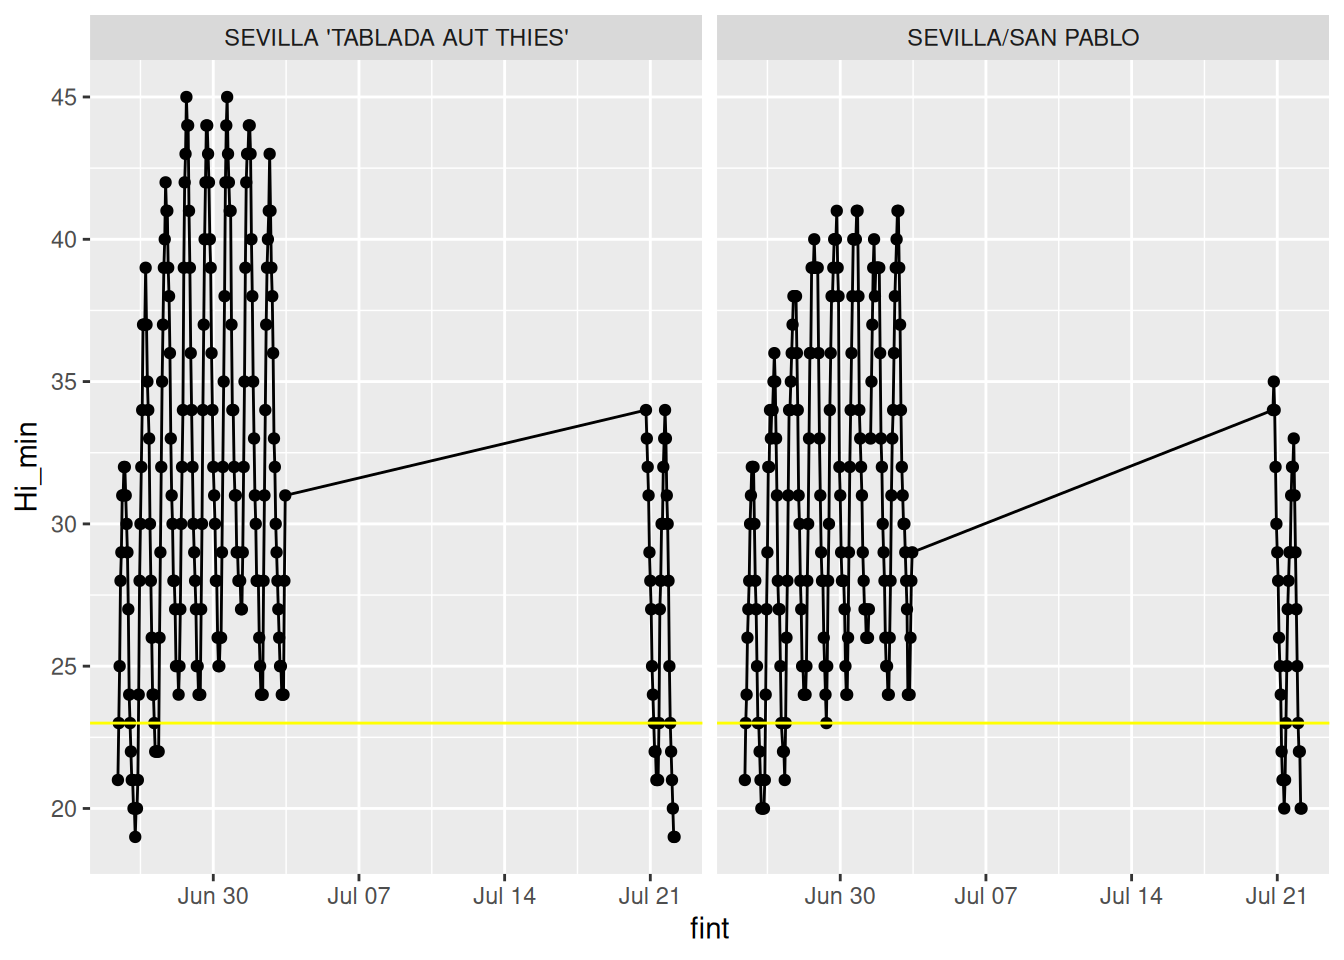 SEVILLA 'TABLADA AUT THIES'
SEVILLA/SAN PABLO
45
40
35
30
25
20
Hi_min
Jun 30
Jul 07
Jul 14
Jul 21
Jun 30
Jul 07
Jul 14
Jul 21
fint